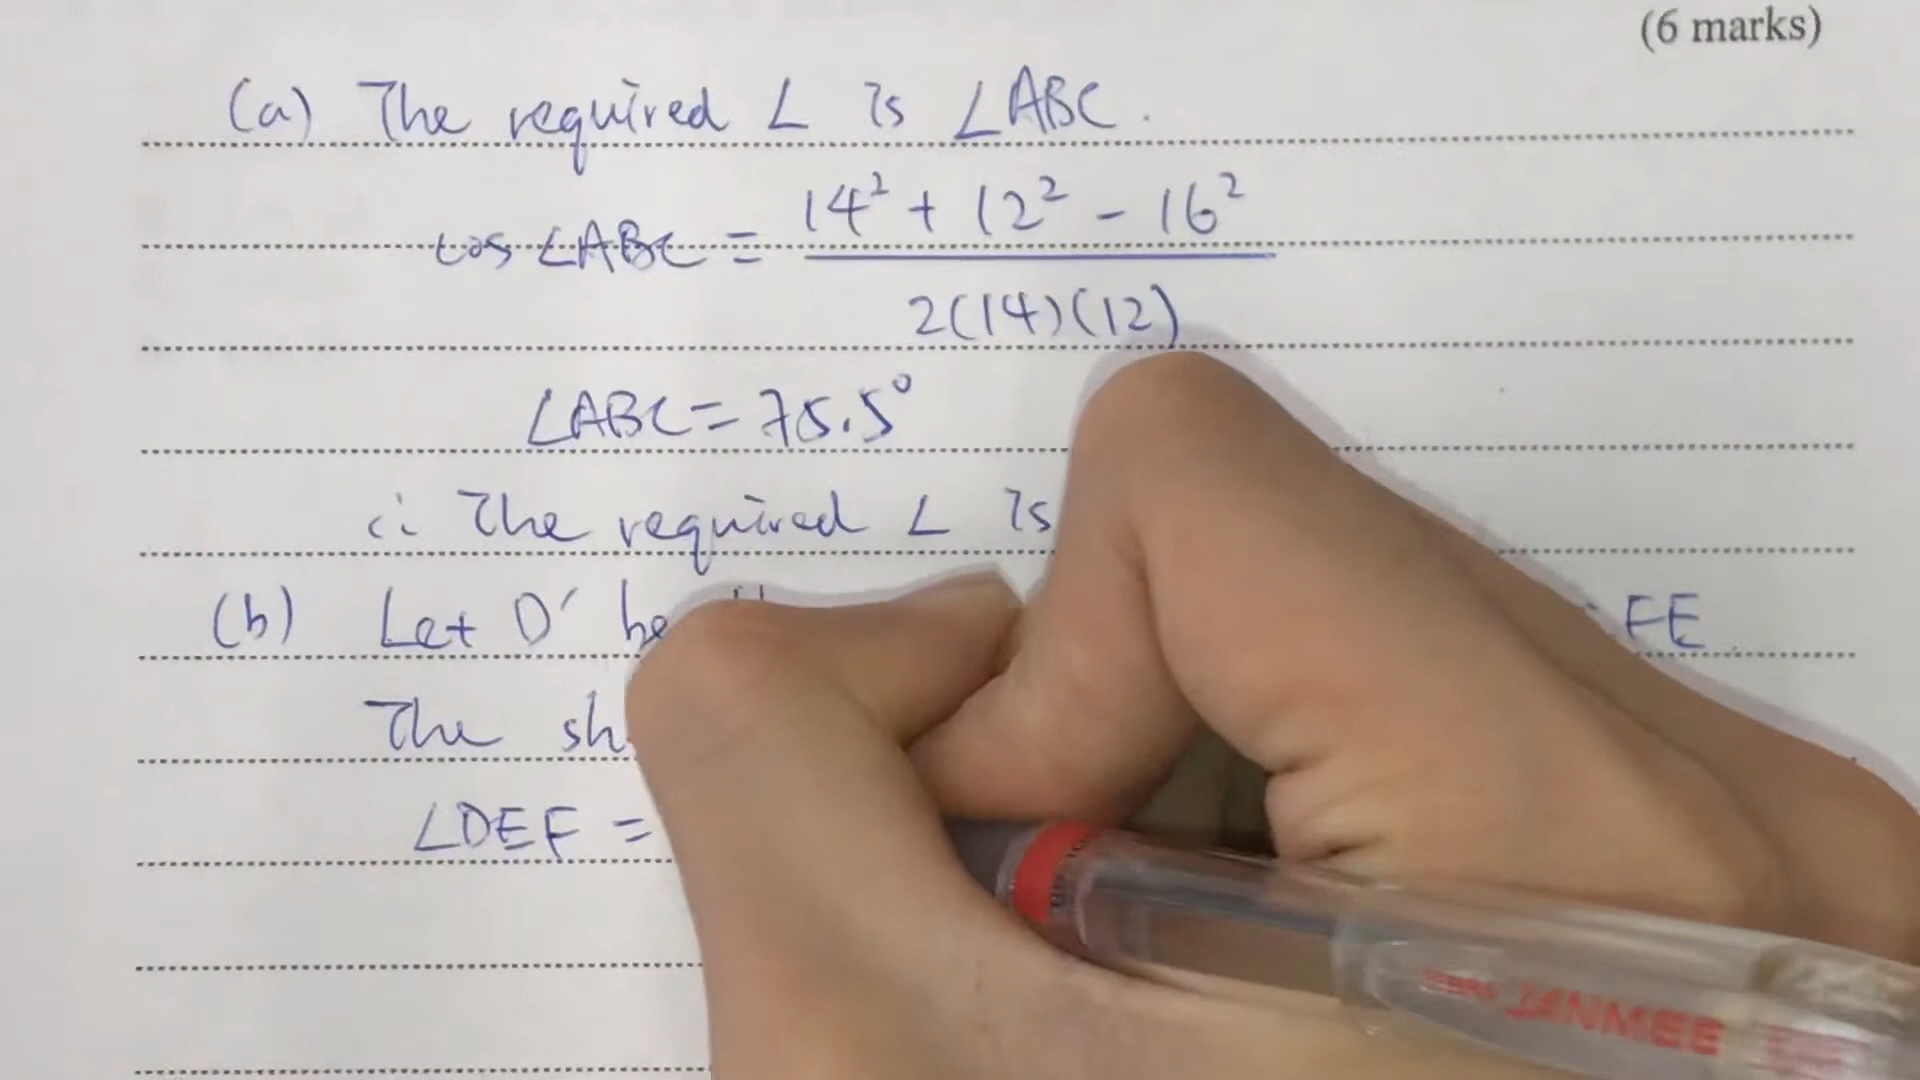 (6 marks)
(a) The required ∠ is ∠ABC.
cos ∠ABC = 14² + 12² - 16²
2(14)(12)
∠ABC = 75.5°
∴ The required ∠ is
(b) Let D′ be FE
The
∠DEF =
JANMEE